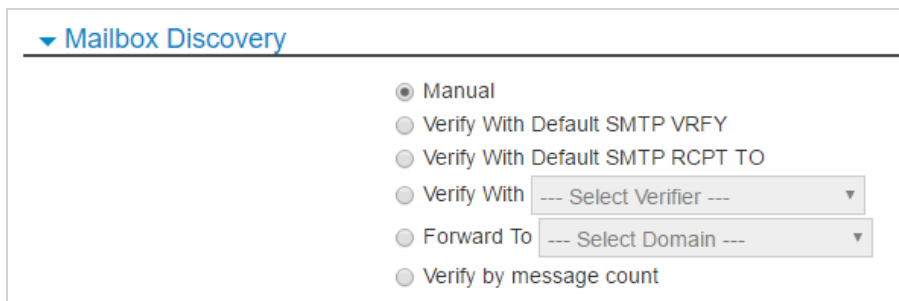 Mailbox Discovery
Manual
Verify With Default SMTP VRFY
Verify With Default SMTP RCPT TO
Verify With --- Select Verifier ---
Forward To --- Select Domain ---
Verify by message count